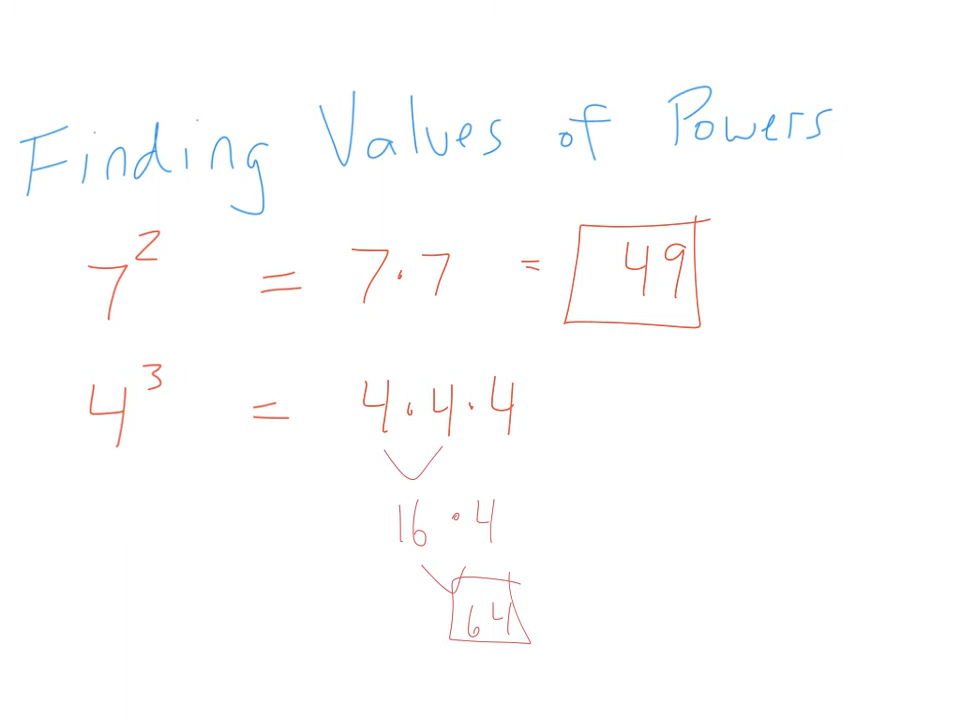 Finding Values of Powers
7² = 7·7 = 49
4³ = 4·4·4
16·4
64